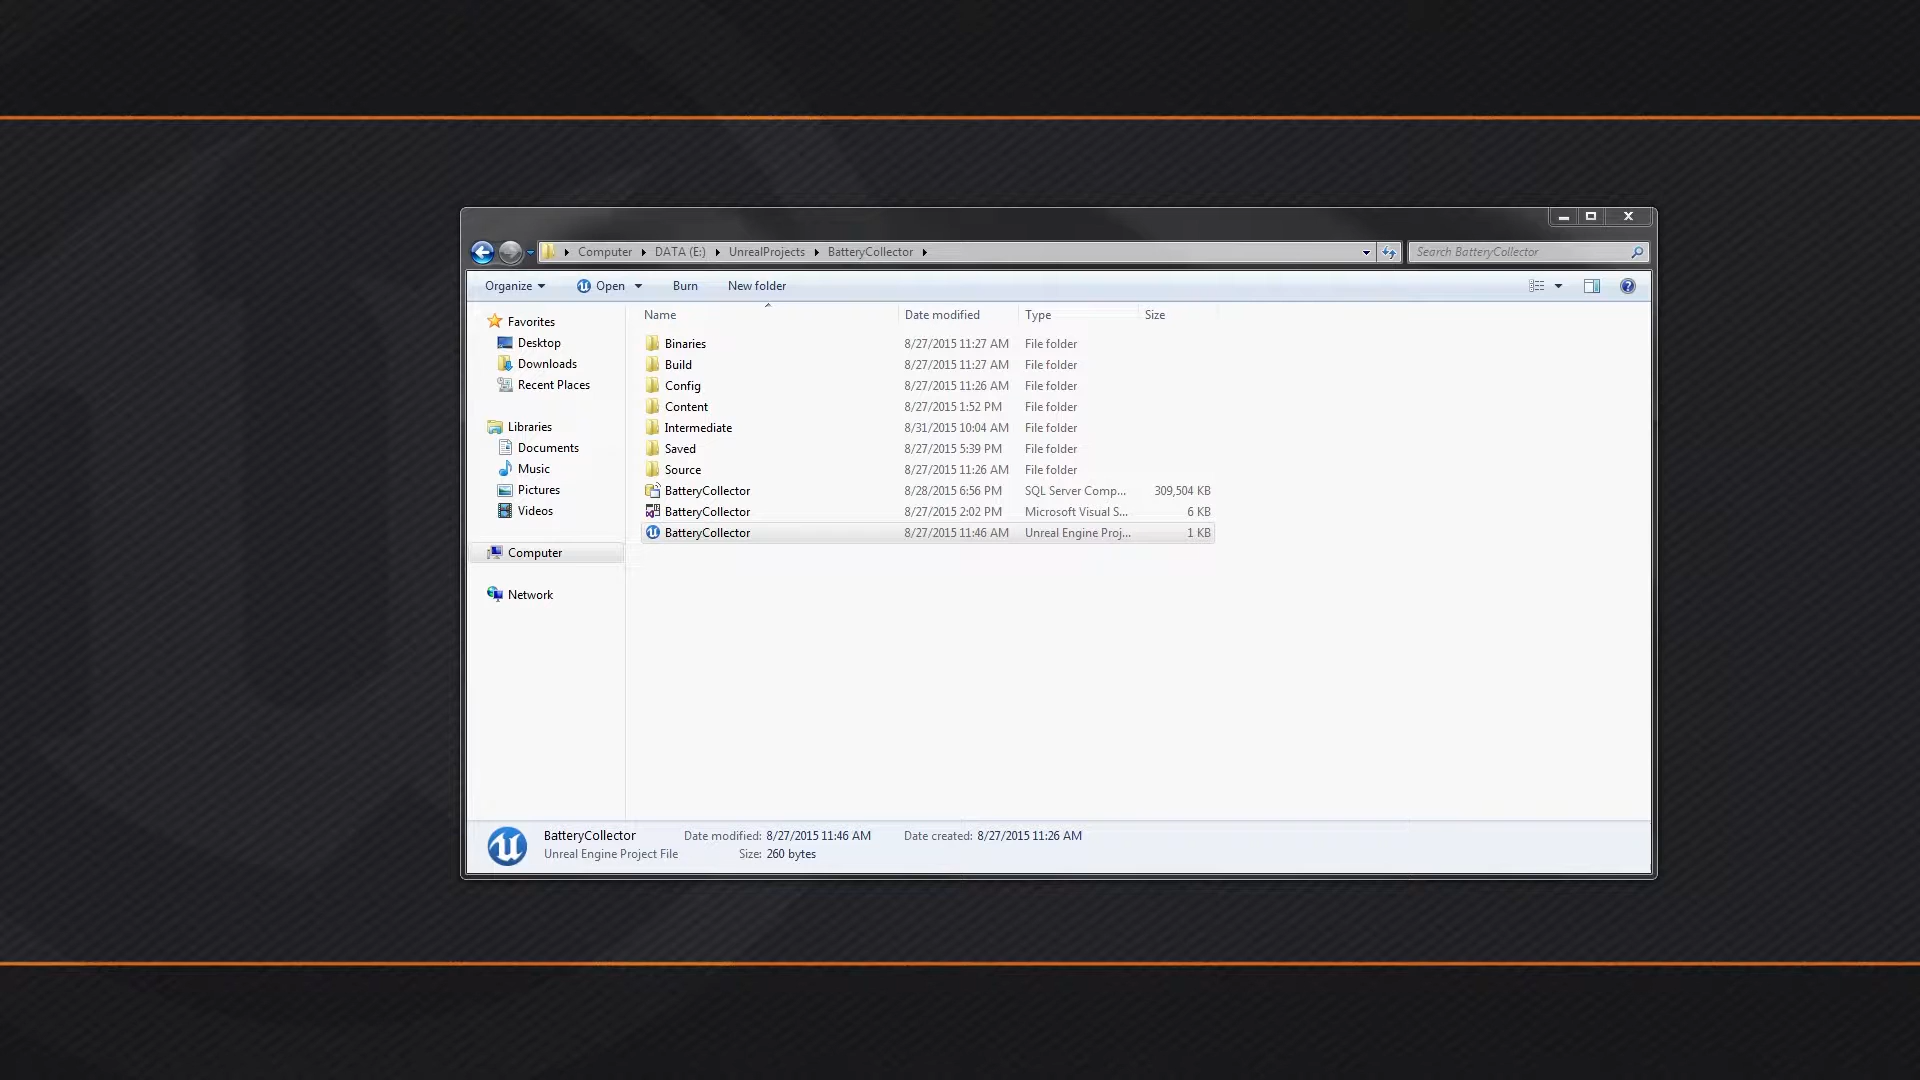 Computer DATA (E:) UnrealProjects BatteryCollector
Search BatteryCollector
Organize Open Burn New folder
Name Date modified Type Size
Favorites
Desktop
Downloads
Recent Places
Libraries
Documents
Music
Pictures
Videos
Computer
Network
Binaries 8/27/2015 11:27 AM File folder
Build 8/27/2015 11:27 AM File folder
Config 8/27/2015 11:26 AM File folder
Content 8/27/2015 1:52 PM File folder
Intermediate 8/31/2015 10:04 AM File folder
Saved 8/27/2015 5:39 PM File folder
Source 8/27/2015 11:26 AM File folder
BatteryCollector 8/28/2015 6:56 PM SQL Server Comp... 309,504 KB
BatteryCollector 8/27/2015 2:02 PM Microsoft Visual S... 6 KB
BatteryCollector 8/27/2015 11:46 AM Unreal Engine Proj... 1 KB
BatteryCollector Date modified: 8/27/2015 11:46 AM Date created: 8/27/2015 11:26 AM
Unreal Engine Project File Size: 260 bytes